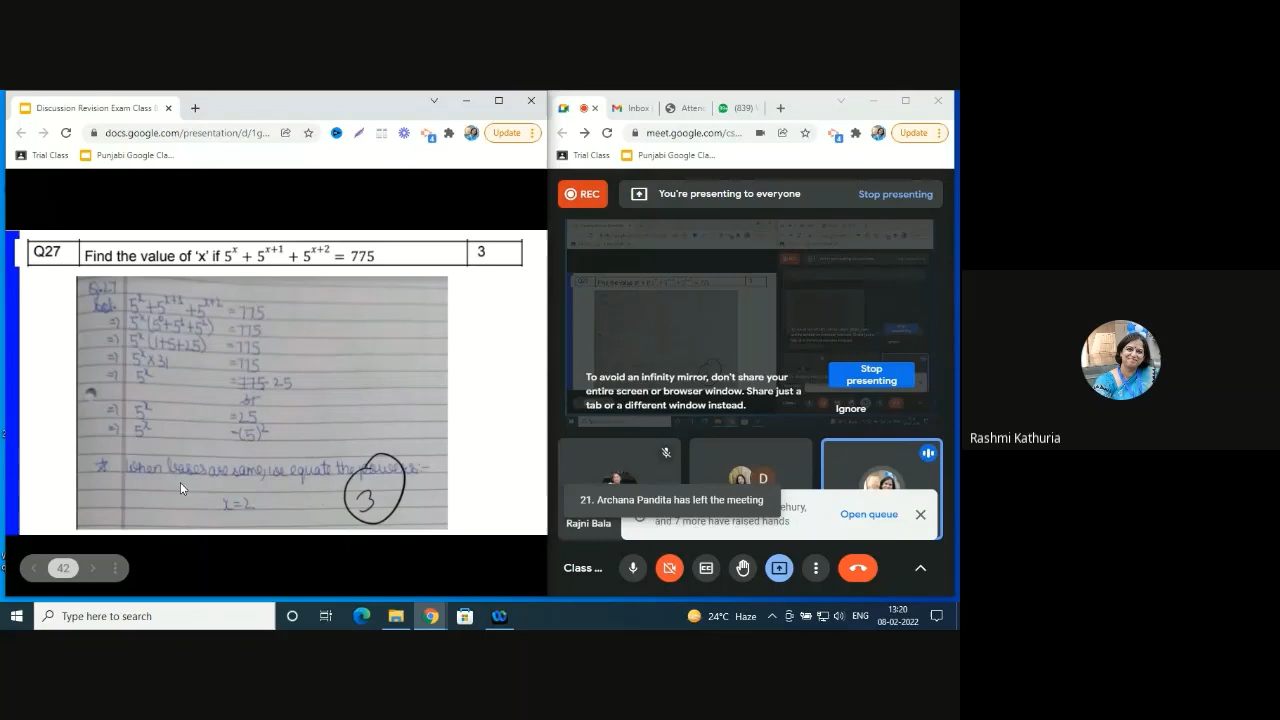 Discussion Revision Exam Class
docs.google.com/presentation/d/1g...
Update
Trial Class
Punjabi Google Cla...
Q27
Find the value of 'x' if 5^x + 5^{x+1} + 5^{x+2} = 775
3
Q.27
Sol. 5^x + 5^{x+1} + 5^{x+2} = 775
=) 5^x (5^0 + 5^1 + 5^2) = 775
=) 5^x (1+5+25) = 775
=) 5^x × 31 = 775
=) 5^x = 775 25
31
=) 5^x = 25
=) 5^x = (5)^2
* When bases are same, we equate the powers:-
x = 2
3
42
Inbox
Atten
(839)
meet.google.com/cs...
Update
Trial Class
Punjabi Google Cla...
REC
You're presenting to everyone
Stop presenting
To avoid an infinity mirror, don't share your
entire screen or browser window. Share just a
tab or a different window instead.
Stop
presenting
Ignore
D
21. Archana Pandita has left the meeting
Rajni Bala
and 7 more have raised hands
Open queue
Class ...
Type here to search
24°C Haze
ENG
13:20
08-02-2022
Rashmi Kathuria